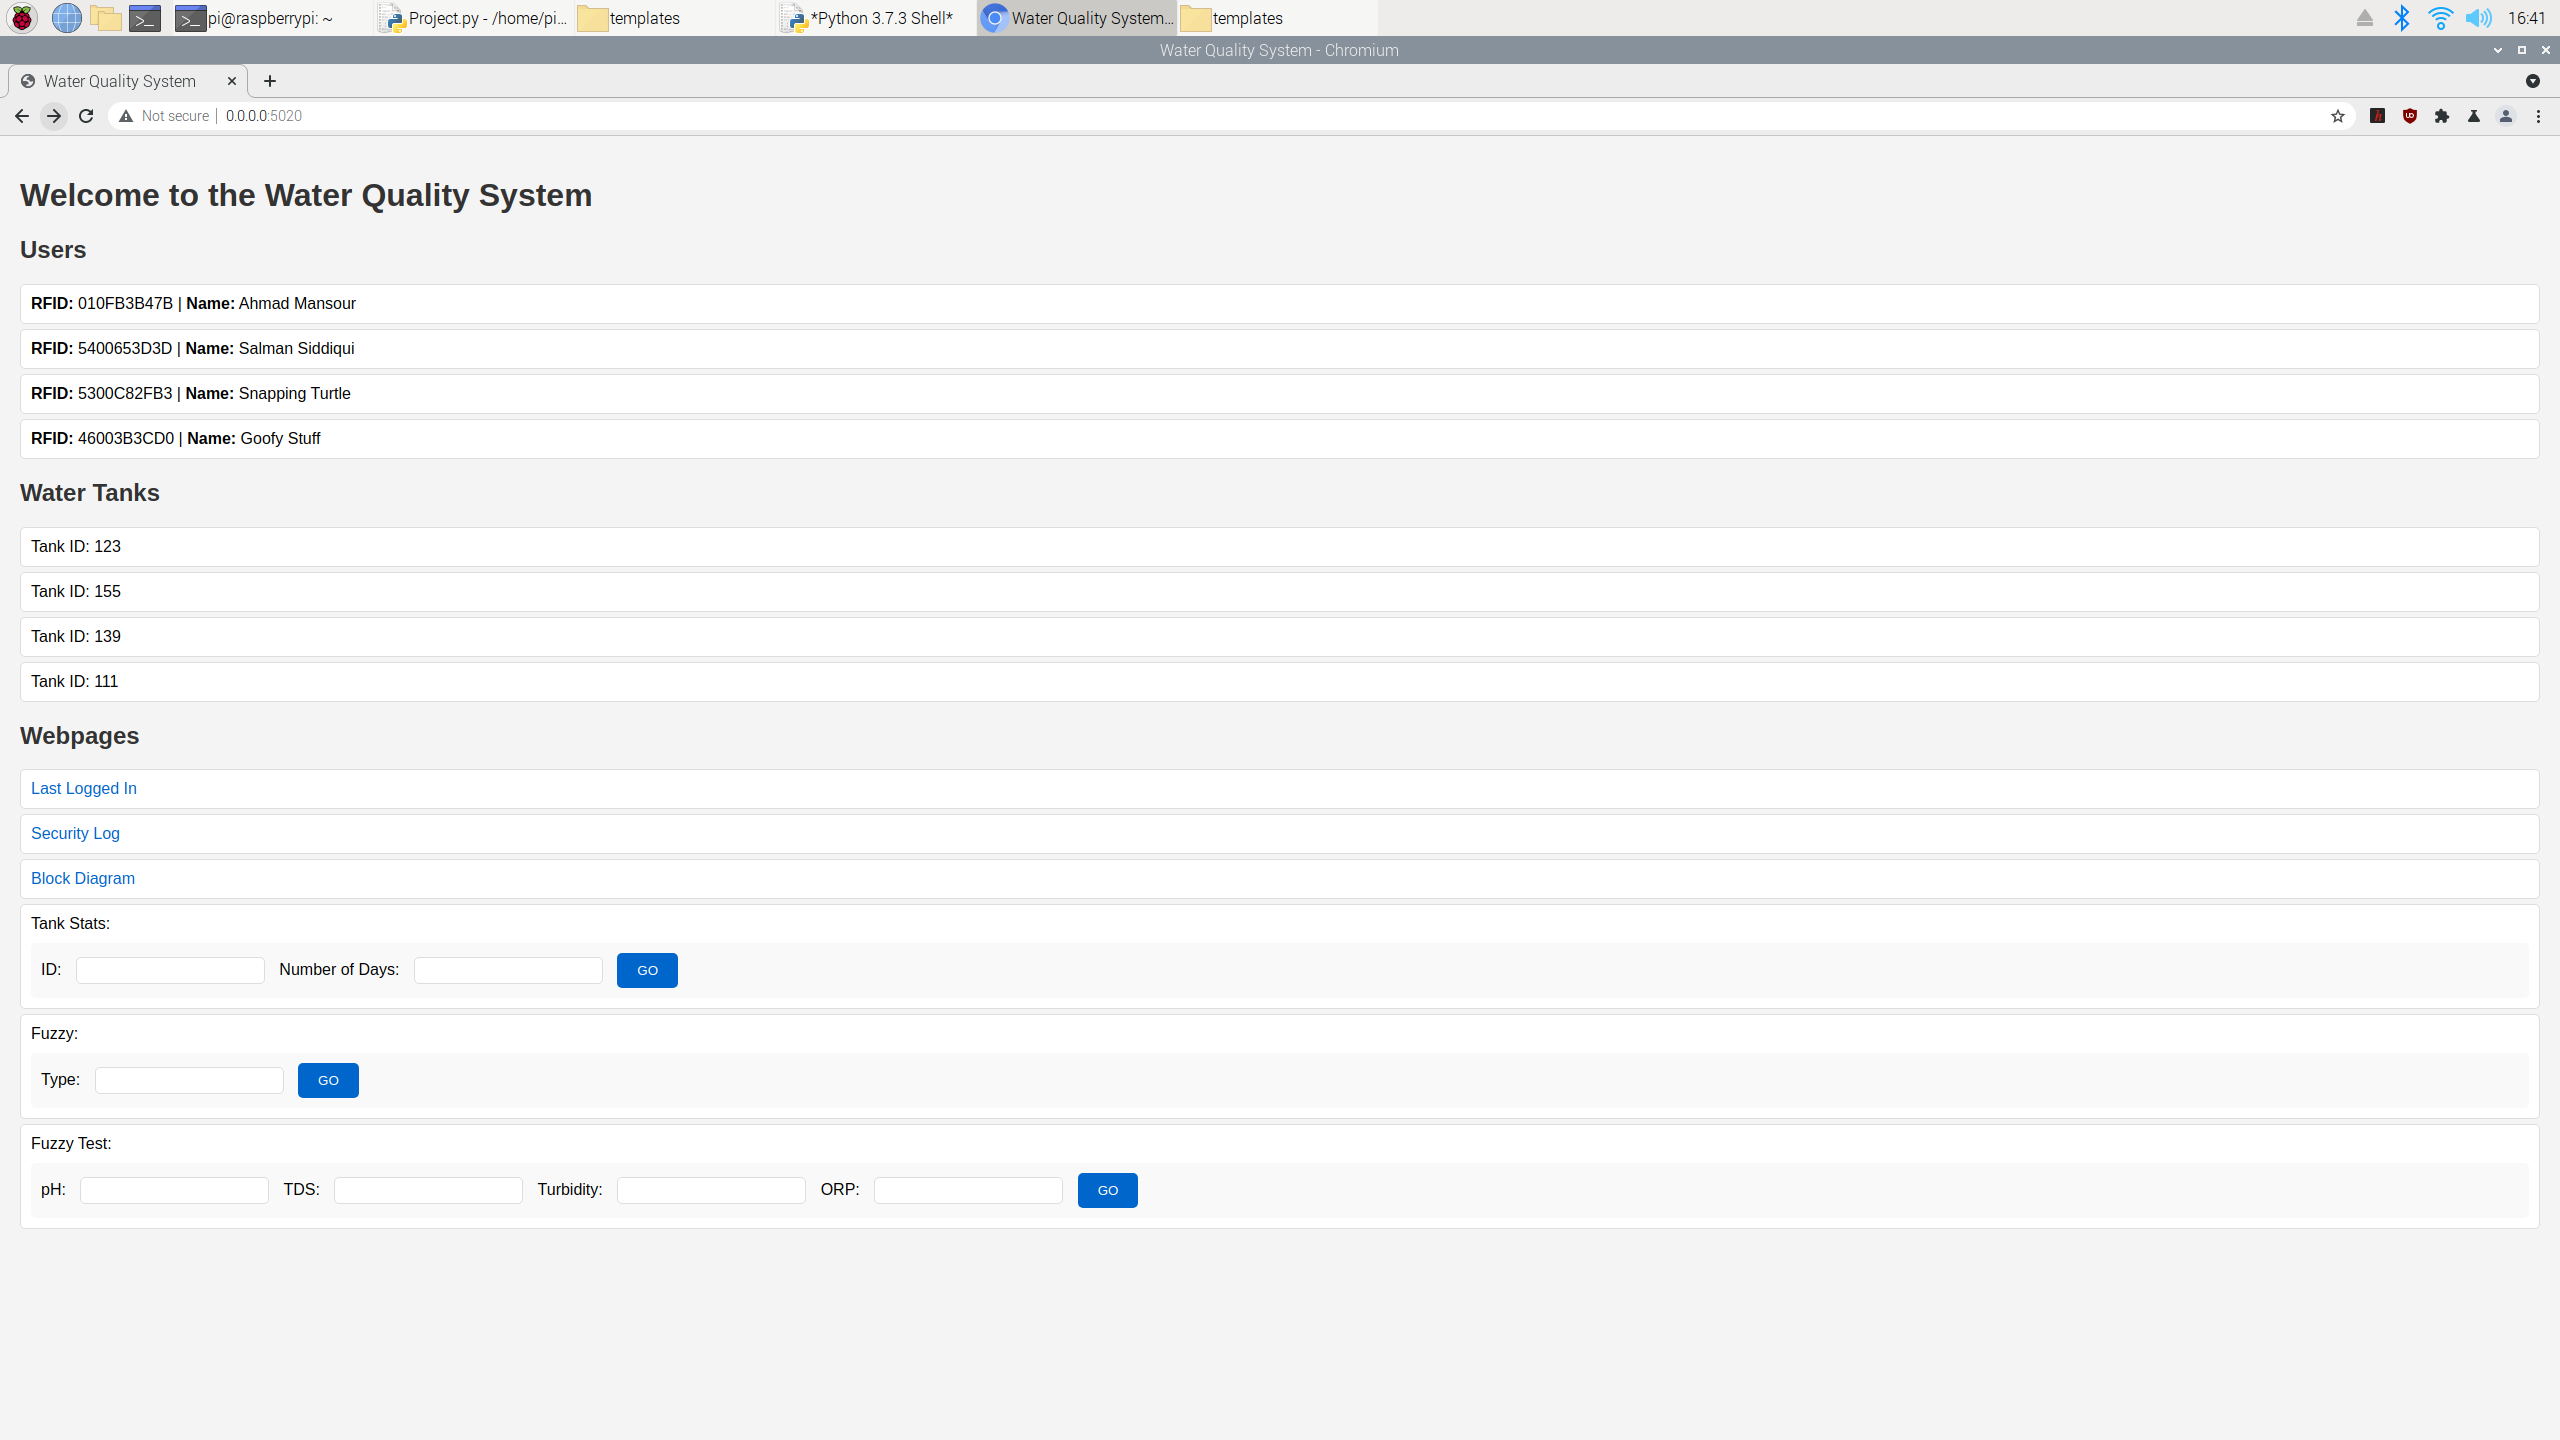 pi@raspberrypi: ~ Project.py - /home/pi... templates *Python 3.7.3 Shell* Water Quality System... templates 16:41
Water Quality System - Chromium
Water Quality System
Not secure | 0.0.0.0:5020
Welcome to the Water Quality System
Users
RFID: 010FB3B47B | Name: Ahmad Mansour
RFID: 5400653D3D | Name: Salman Siddiqui
RFID: 5300C82FB3 | Name: Snapping Turtle
RFID: 46003B3CD0 | Name: Goofy Stuff
Water Tanks
Tank ID: 123
Tank ID: 155
Tank ID: 139
Tank ID: 111
Webpages
Last Logged In
Security Log
Block Diagram
Tank Stats:
ID: Number of Days: GO
Fuzzy:
Type: GO
Fuzzy Test:
pH: TDS: Turbidity: ORP: GO